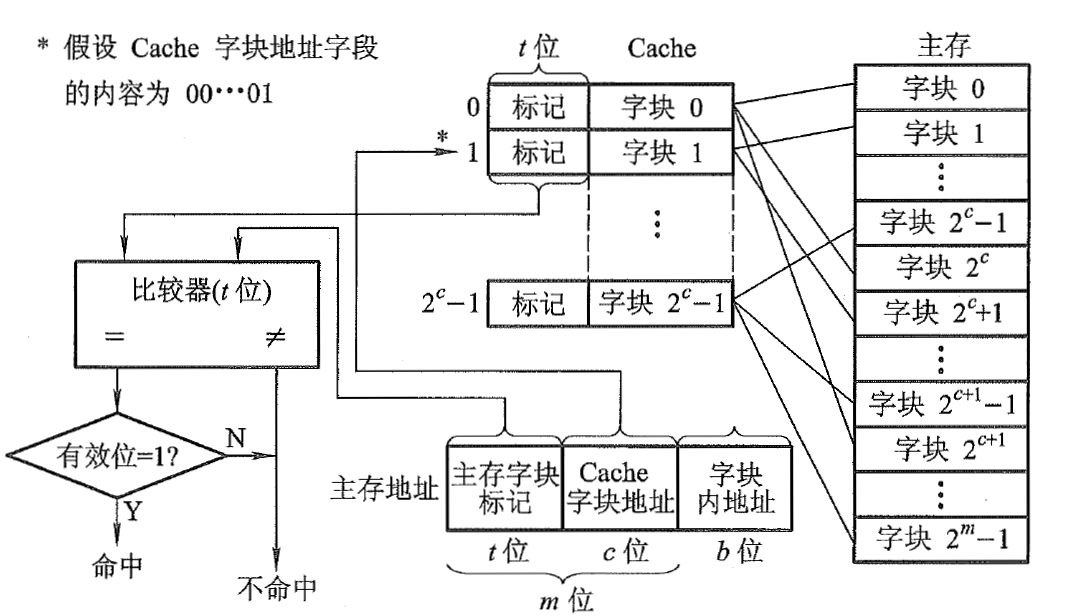 * 假设 Cache 字块地址字段
的内容为 00···01
t 位
Cache
主存
0
标记
字块 0
*
1
标记
字块 1
⋮
2^c−1
标记
字块 2^c−1
字块 0
字块 1
⋮
字块 2^c−1
字块 2^c
字块 2^c+1
⋮
字块 2^{c+1}−1
字块 2^{c+1}
⋮
字块 2^m−1
比较器(t 位)
=
≠
有效位=1?
N
Y
命中
不命中
主存地址
主存字块
标记
Cache
字块地址
字块
内地址
t 位
c 位
b 位
m 位